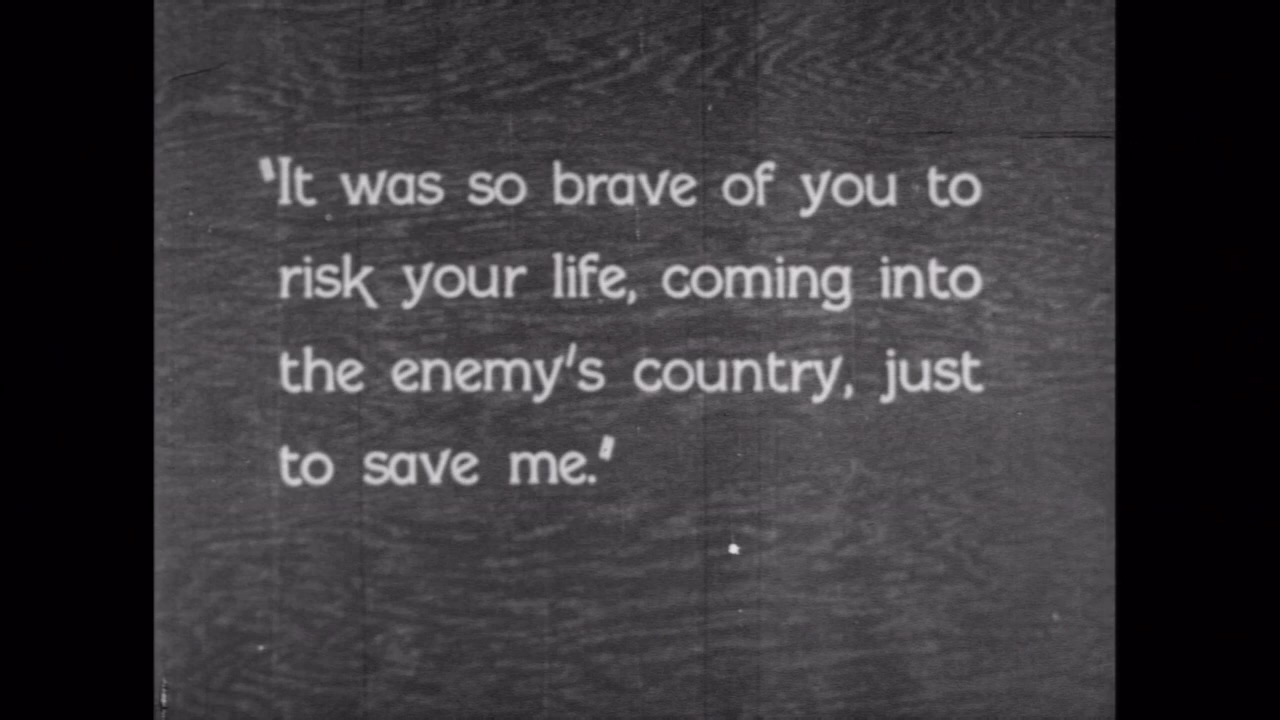 "It was so brave of you to
risk your life, coming into
the enemy's country, just
to save me."